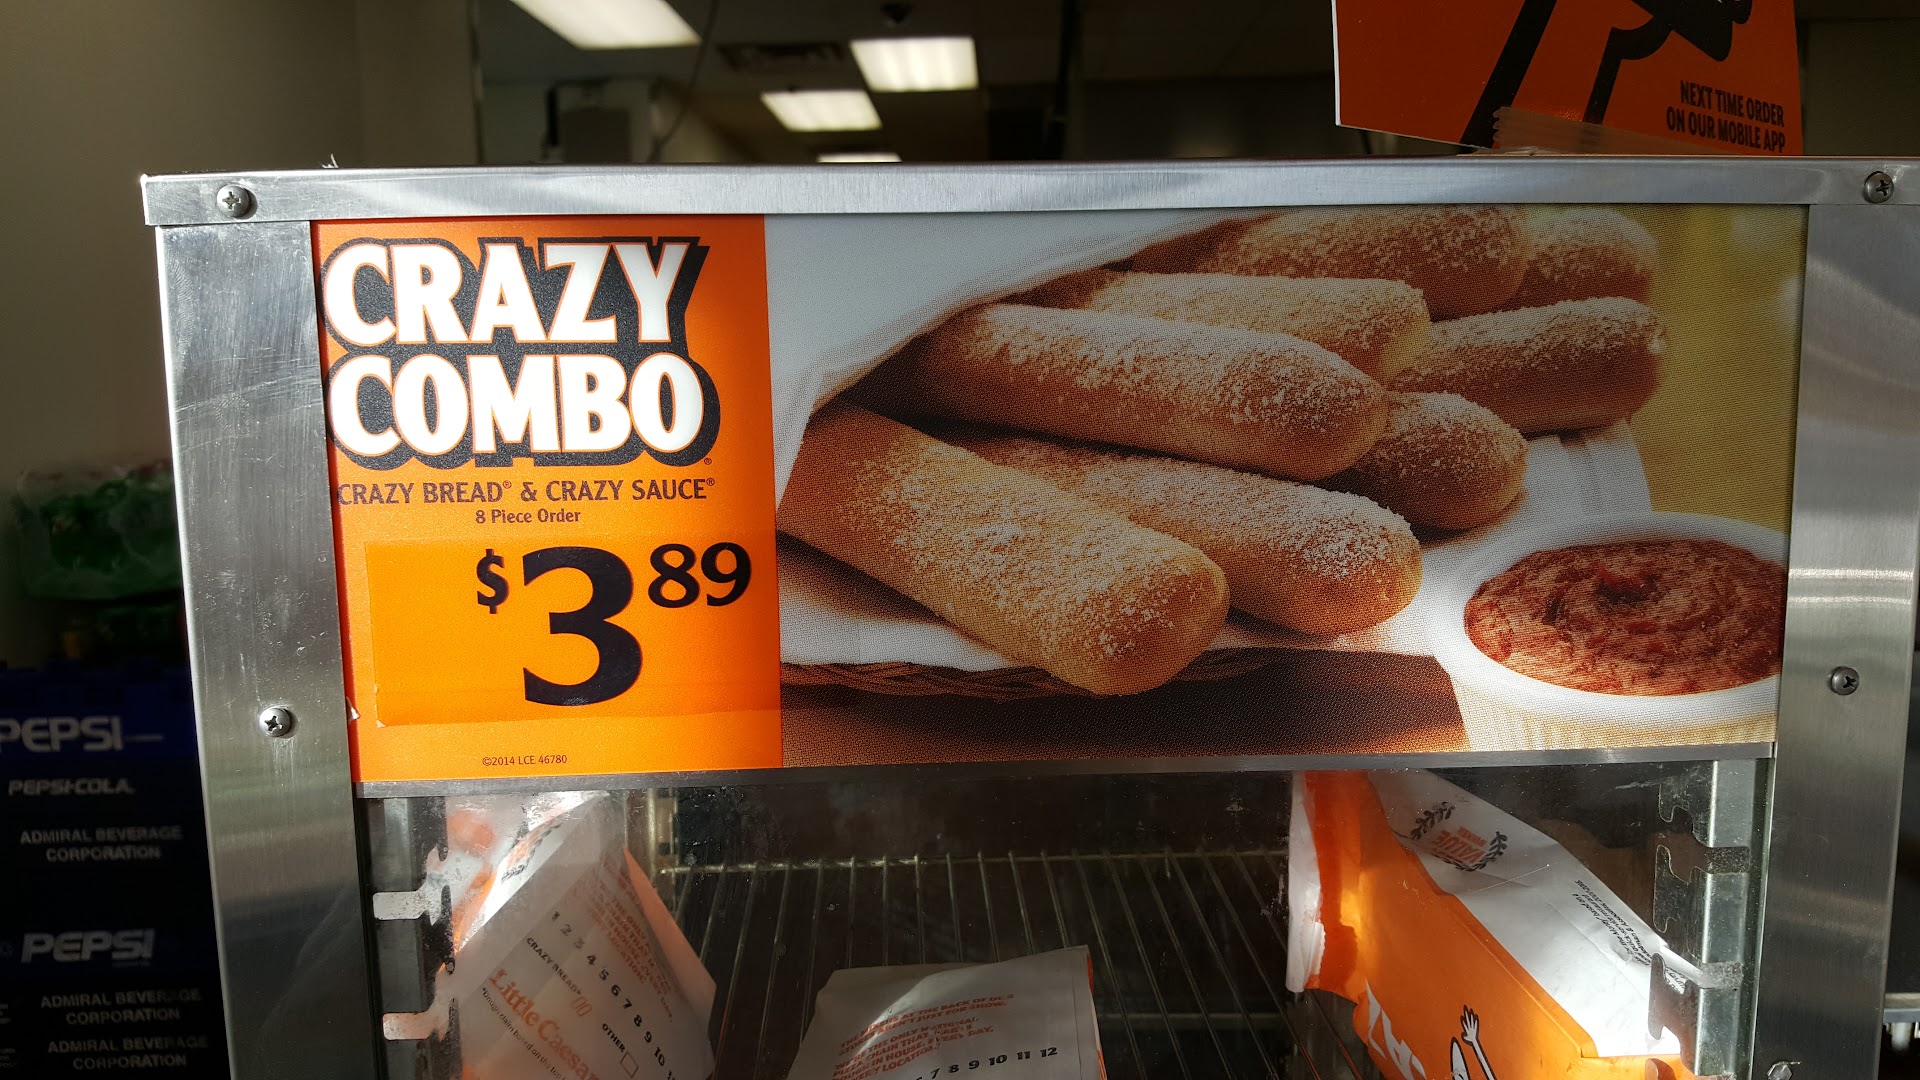 NEXT TIME ORDER
ON OUR MOBILE APP
CRAZY
COMBO®
CRAZY BREAD® & CRAZY SAUCE®
8 Piece Order
$3 89
©2014 LCE 46780
PEPSI
PEPSI-COLA
ADMIRAL BEVERAGE
CORPORATION
PEPSI
ADMIRAL BEVERAGE
CORPORATION
ADMIRAL BEVERAGE
CORPORATION
1 2 3 4 5 6 7 8 9 10
CRAZY BREAD®
OTHER
Little Caesars
7 8 9 10 11 12
CRAZY